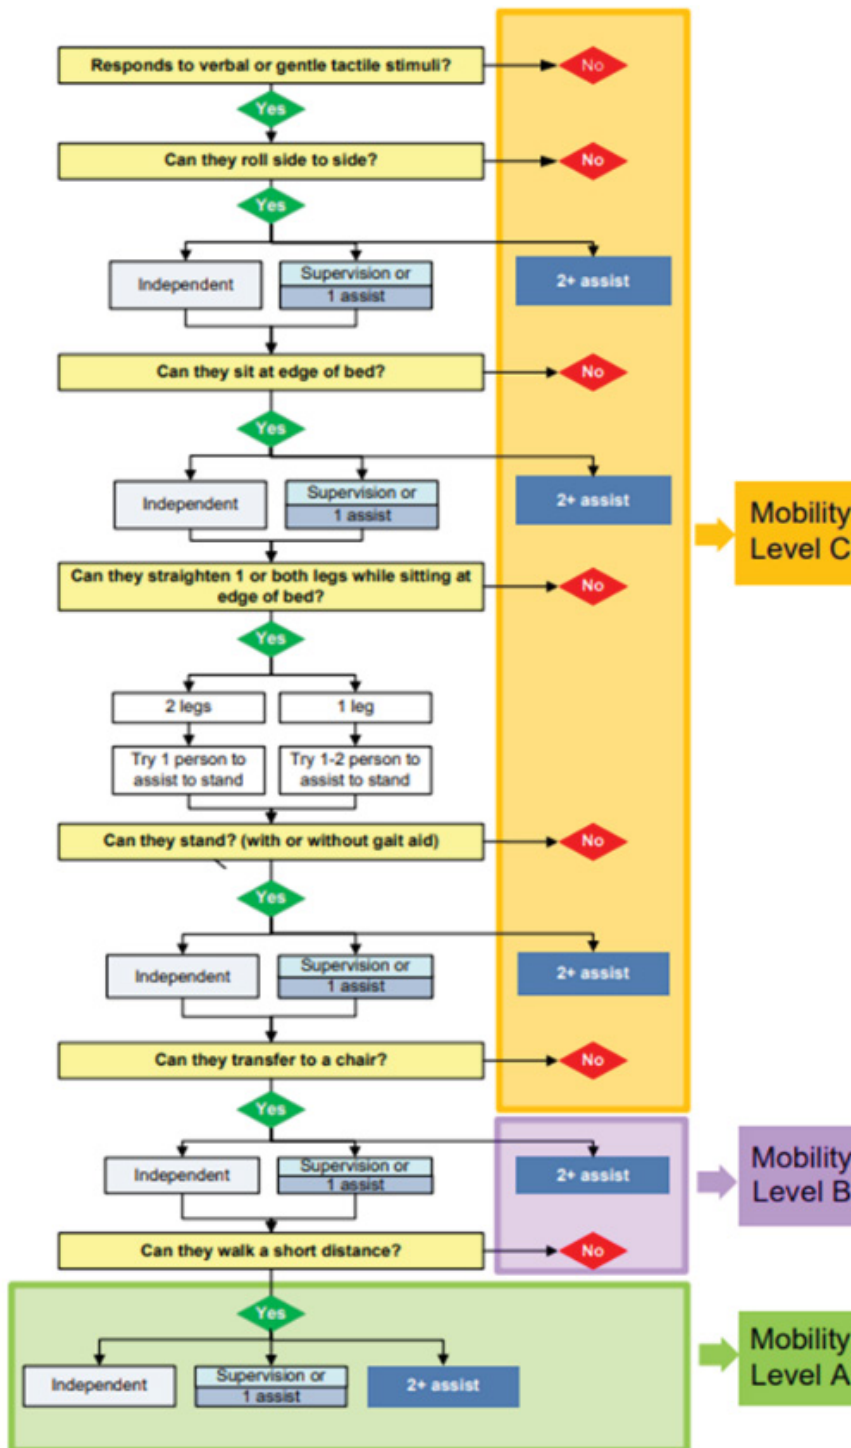 Responds to verbal or gentle tactile stimuli?
No
Yes
Can they roll side to side?
No
Yes
Independent
Supervision or
1 assist
2+ assist
Can they sit at edge of bed?
No
Yes
Independent
Supervision or
1 assist
2+ assist
Mobility
Level C
Can they straighten 1 or both legs while sitting at
edge of bed?
No
Yes
2 legs
1 leg
Try 1 person to
assist to stand
Try 1-2 person to
assist to stand
Can they stand? (with or without gait aid)
No
Yes
Independent
Supervision or
1 assist
2+ assist
Can they transfer to a chair?
No
Yes
Independent
Supervision or
1 assist
2+ assist
Mobility
Level B
Can they walk a short distance?
No
Yes
Independent
Supervision or
1 assist
2+ assist
Mobility
Level A